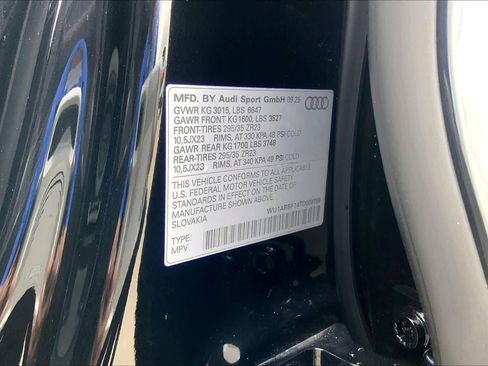 MFD. BY Audi Sport GmbH 09 25
GVWR KG 3015, LBS 6647
GAWR FRONT KG1600, LBS 3527
FRONT-TIRES 295/35 ZR23
10,5JX23 RIMS, AT 330 KPA 48 PSI COLD
GAWR REAR KG 1700 LBS 3748
REAR-TIRES 295/35 ZR23
10,5JX23 RIMS, AT 340 KPA 49 PSI COLD
THIS VEHICLE CONFORMS TO ALL APPLICABLE
U.S. FEDERAL MOTOR VEHICLE SAFETY
STANDARDS IN EFFECT ON THE DATE OF
MANUFACTURE SHOWN ABOVE
SLOVAKIA
TYPE:
MPV